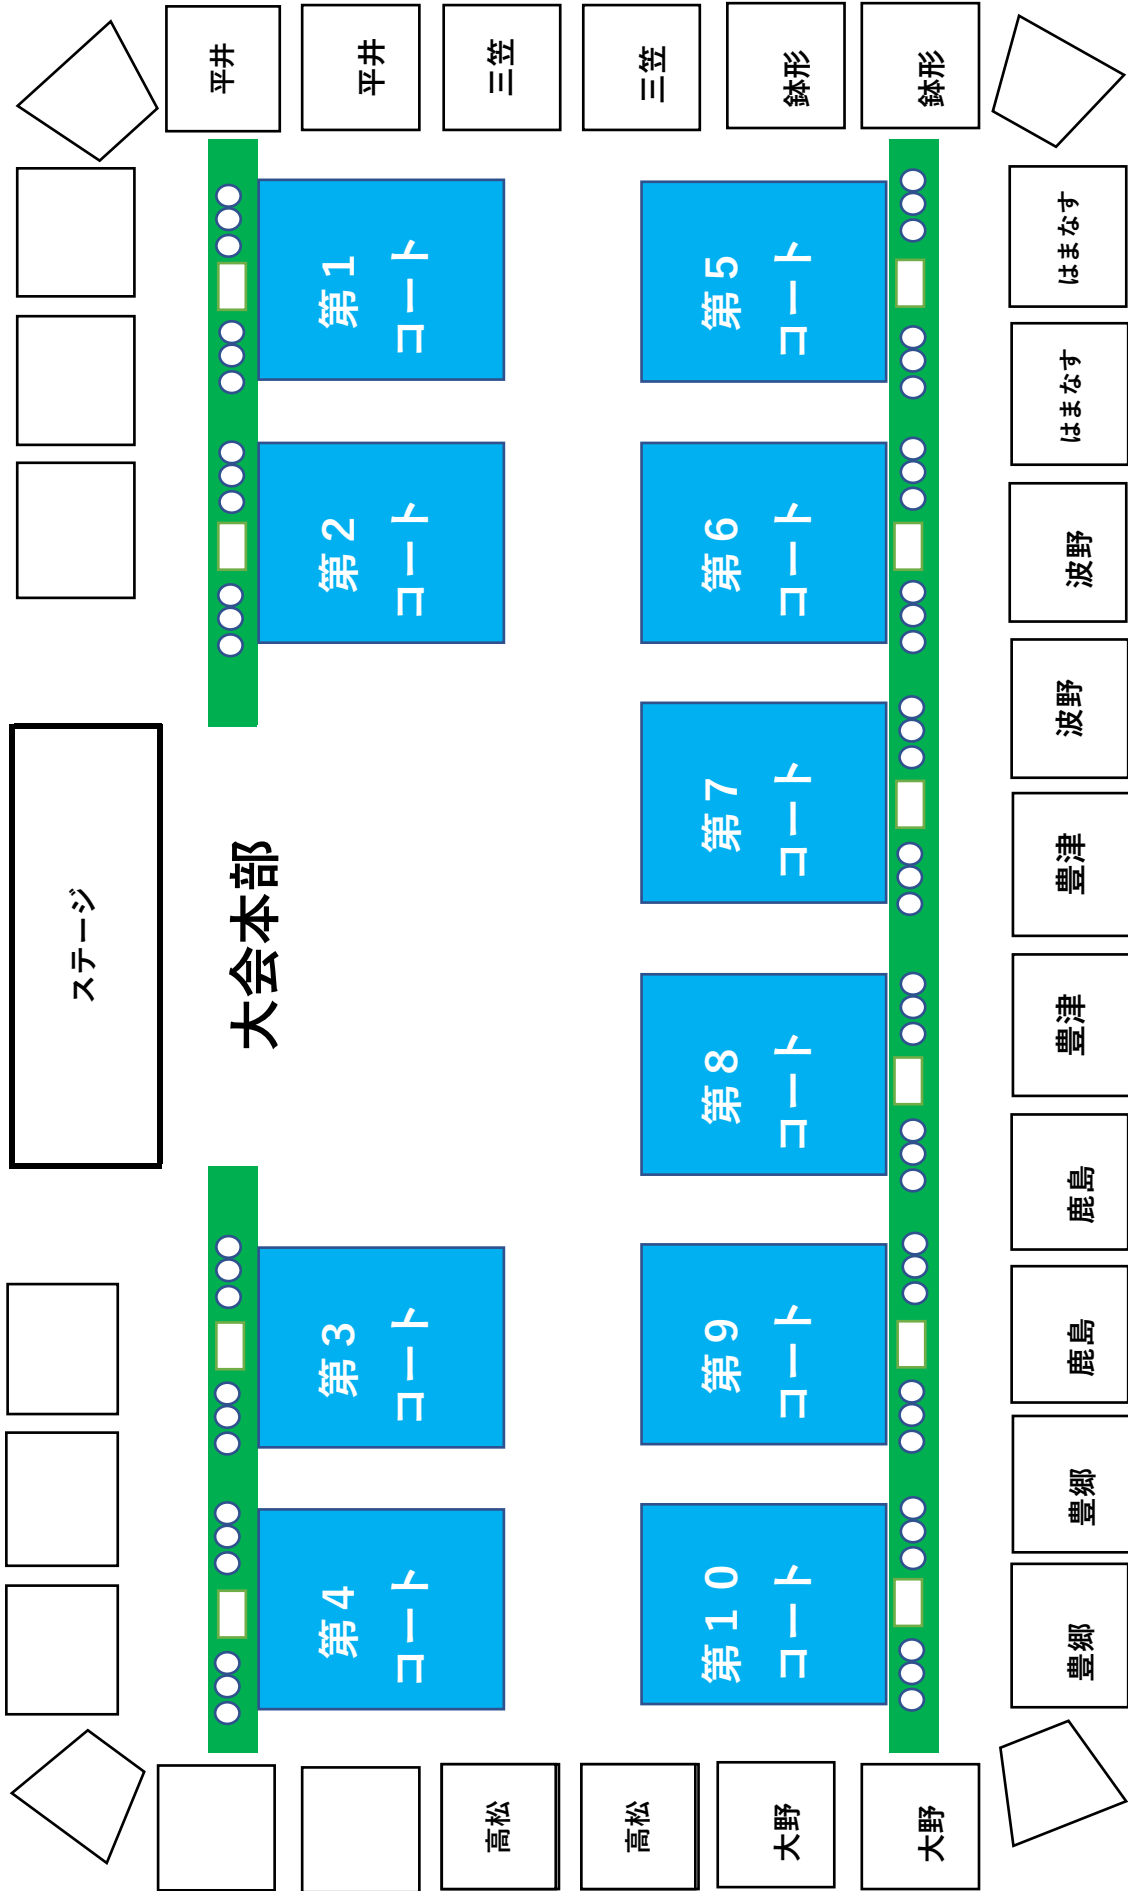 平井
平井
三笠
三笠
鉢形
鉢形
第1
コート
第5
コート
はまなす
はまなす
第2
コート
第6
コート
波野
波野
ステージ
大会本部
第7
コート
豊津
豊津
第8
コート
鹿島
鹿島
第3
コート
第9
コート
豊郷
豊郷
第4
コート
第10
コート
高松
高松
大野
大野